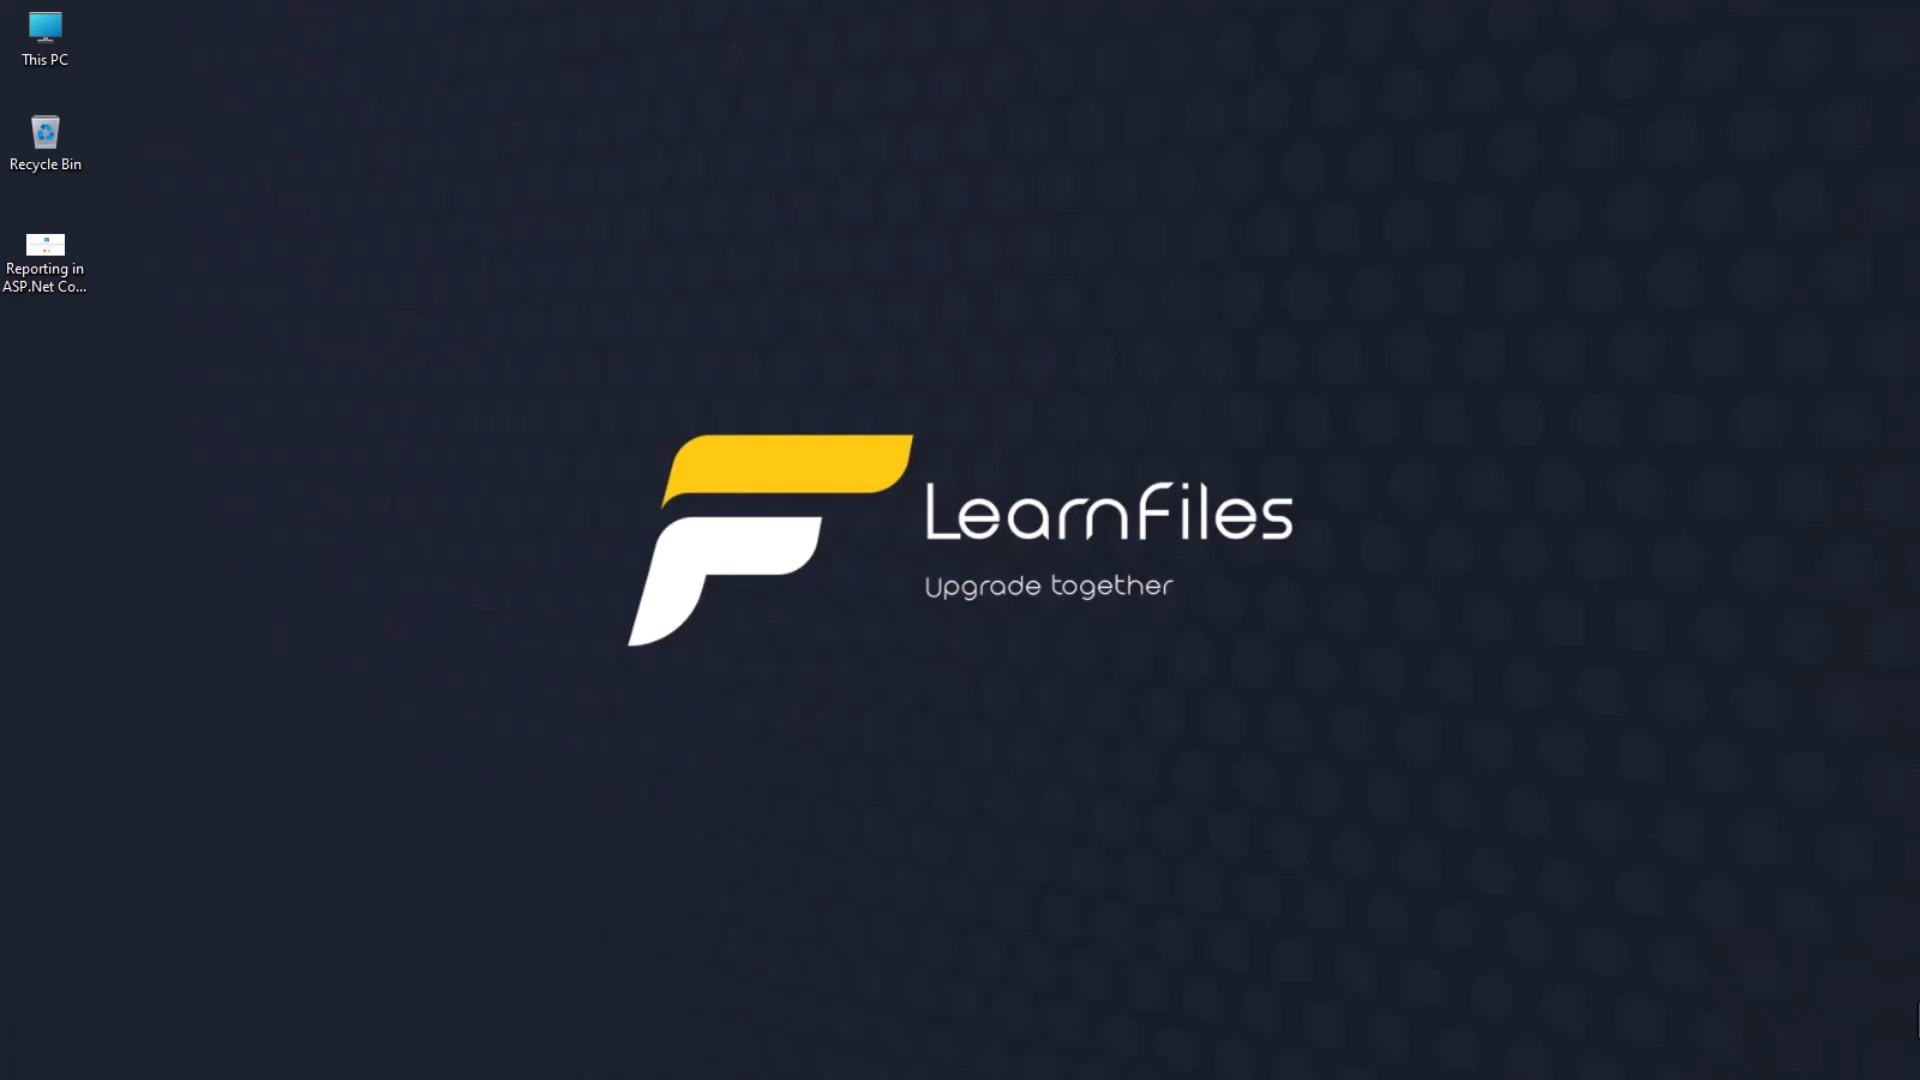 This PC
Recycle Bin
Reporting in
ASP.Net Co...
LearnFiles
Upgrade together